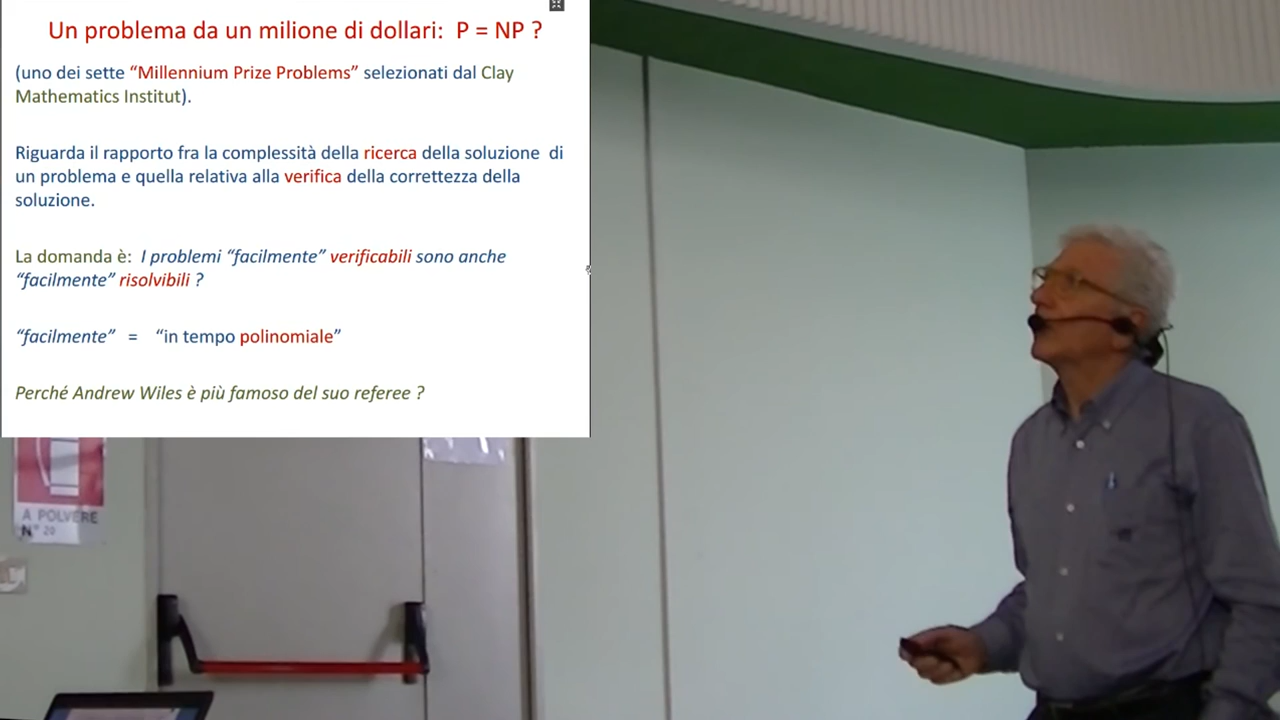 Un problema da un milione di dollari:  P = NP ?
(uno dei sette “Millennium Prize Problems” selezionati dal Clay
Mathematics Institut).
Riguarda il rapporto fra la complessità della ricerca della soluzione  di
un problema e quella relativa alla verifica della correttezza della
soluzione.
La domanda è:  I problemi “facilmente” verificabili sono anche
“facilmente” risolvibili ?
“facilmente”  =  “in tempo polinomiale”
Perché Andrew Wiles è più famoso del suo referee ?
A POLVERE
N° 20